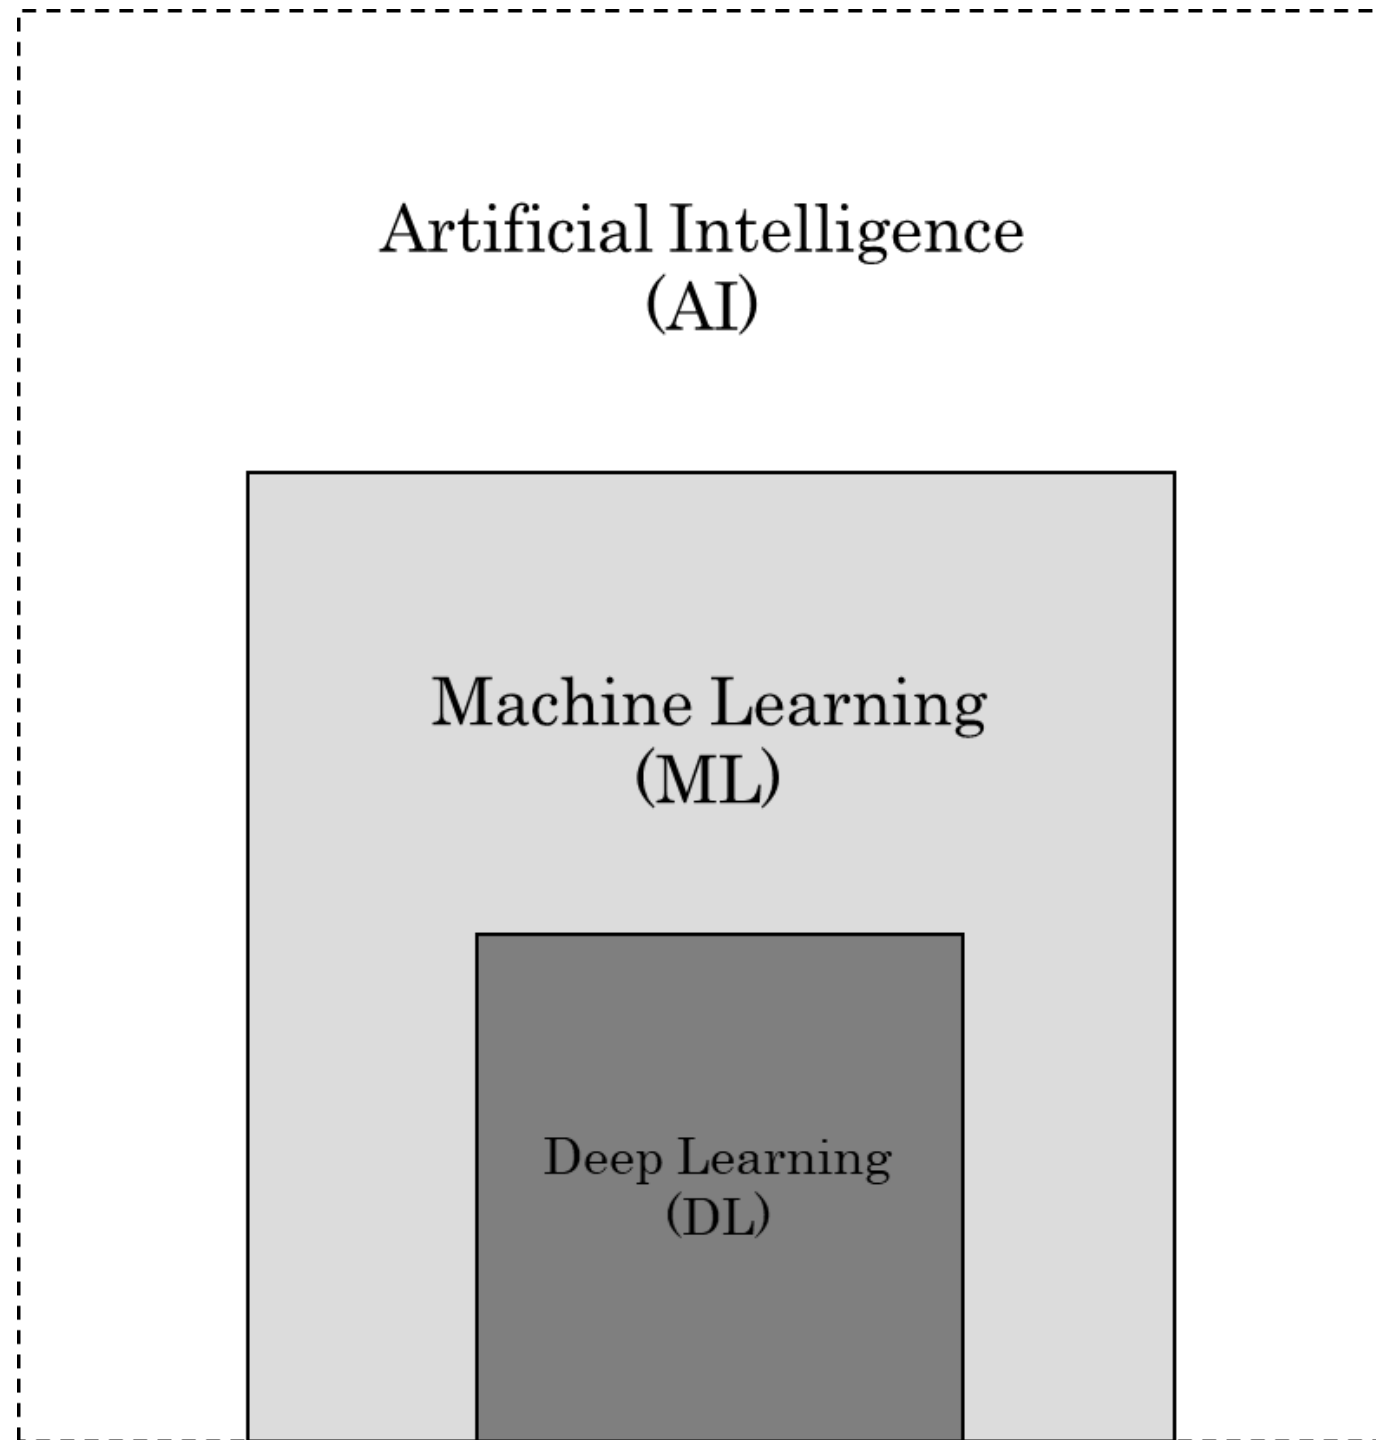 Artificial Intelligence
(AI)
Machine Learning
(ML)
Deep Learning
(DL)